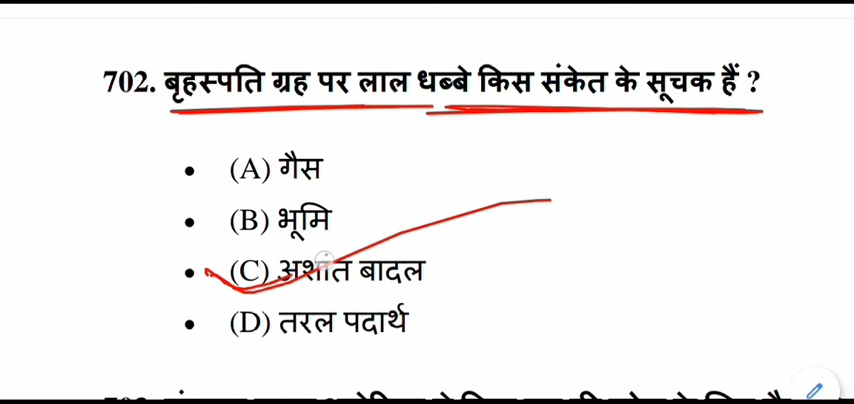 702. बृहस्पति ग्रह पर लाल धब्बे किस संकेत के सूचक हैं ?
• (A) गैस
• (B) भूमि
• (C) अशांत बादल
• (D) तरल पदार्थ